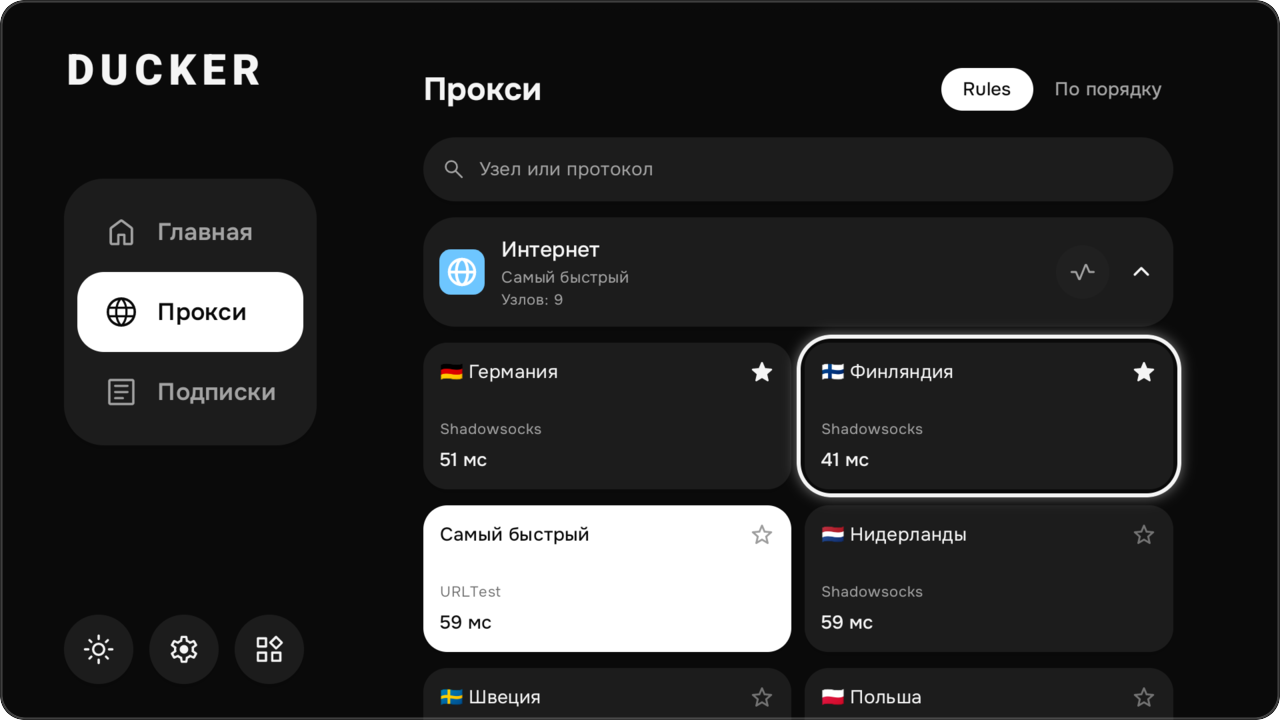 DUCKER
Главная
Прокси
Подписки
Прокси
Rules
По порядку
Узел или протокол
Интернет
Самый быстрый
Узлов: 9
Германия
Shadowsocks
51 мс
Финляндия
Shadowsocks
41 мс
Самый быстрый
URLTest
59 мс
Нидерланды
Shadowsocks
59 мс
Швеция
Польша